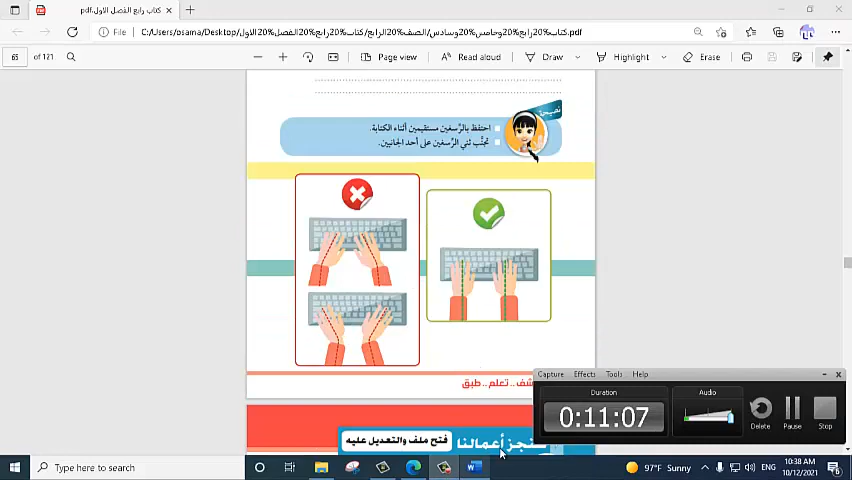 كتاب رابع الفصل الاول.pdf
File
C:/Users/osama/Desktop/كتاب%20رابع%20وخامس%20وسادس/الصف%20الرابع/كتاب%20رابع%20الفصل%20الاول.pdf
65 of 121
Page view
Read aloud
Draw
Highlight
Erase
نصيحة
احتفظ بالرّسغين مستقيمين أثناء الكتابة.
تجنُّب ثني الرِّسغين على أحد الجانبين.
تعلم.. طبق
Capture Effects Tools Help
Duration
Audio
0:11:07
Delete
Pause
Stop
أعمالنا
فتح ملف والتعديل عليه
Type here to search
97°F Sunny
ENG
10:38 AM
10/12/2021